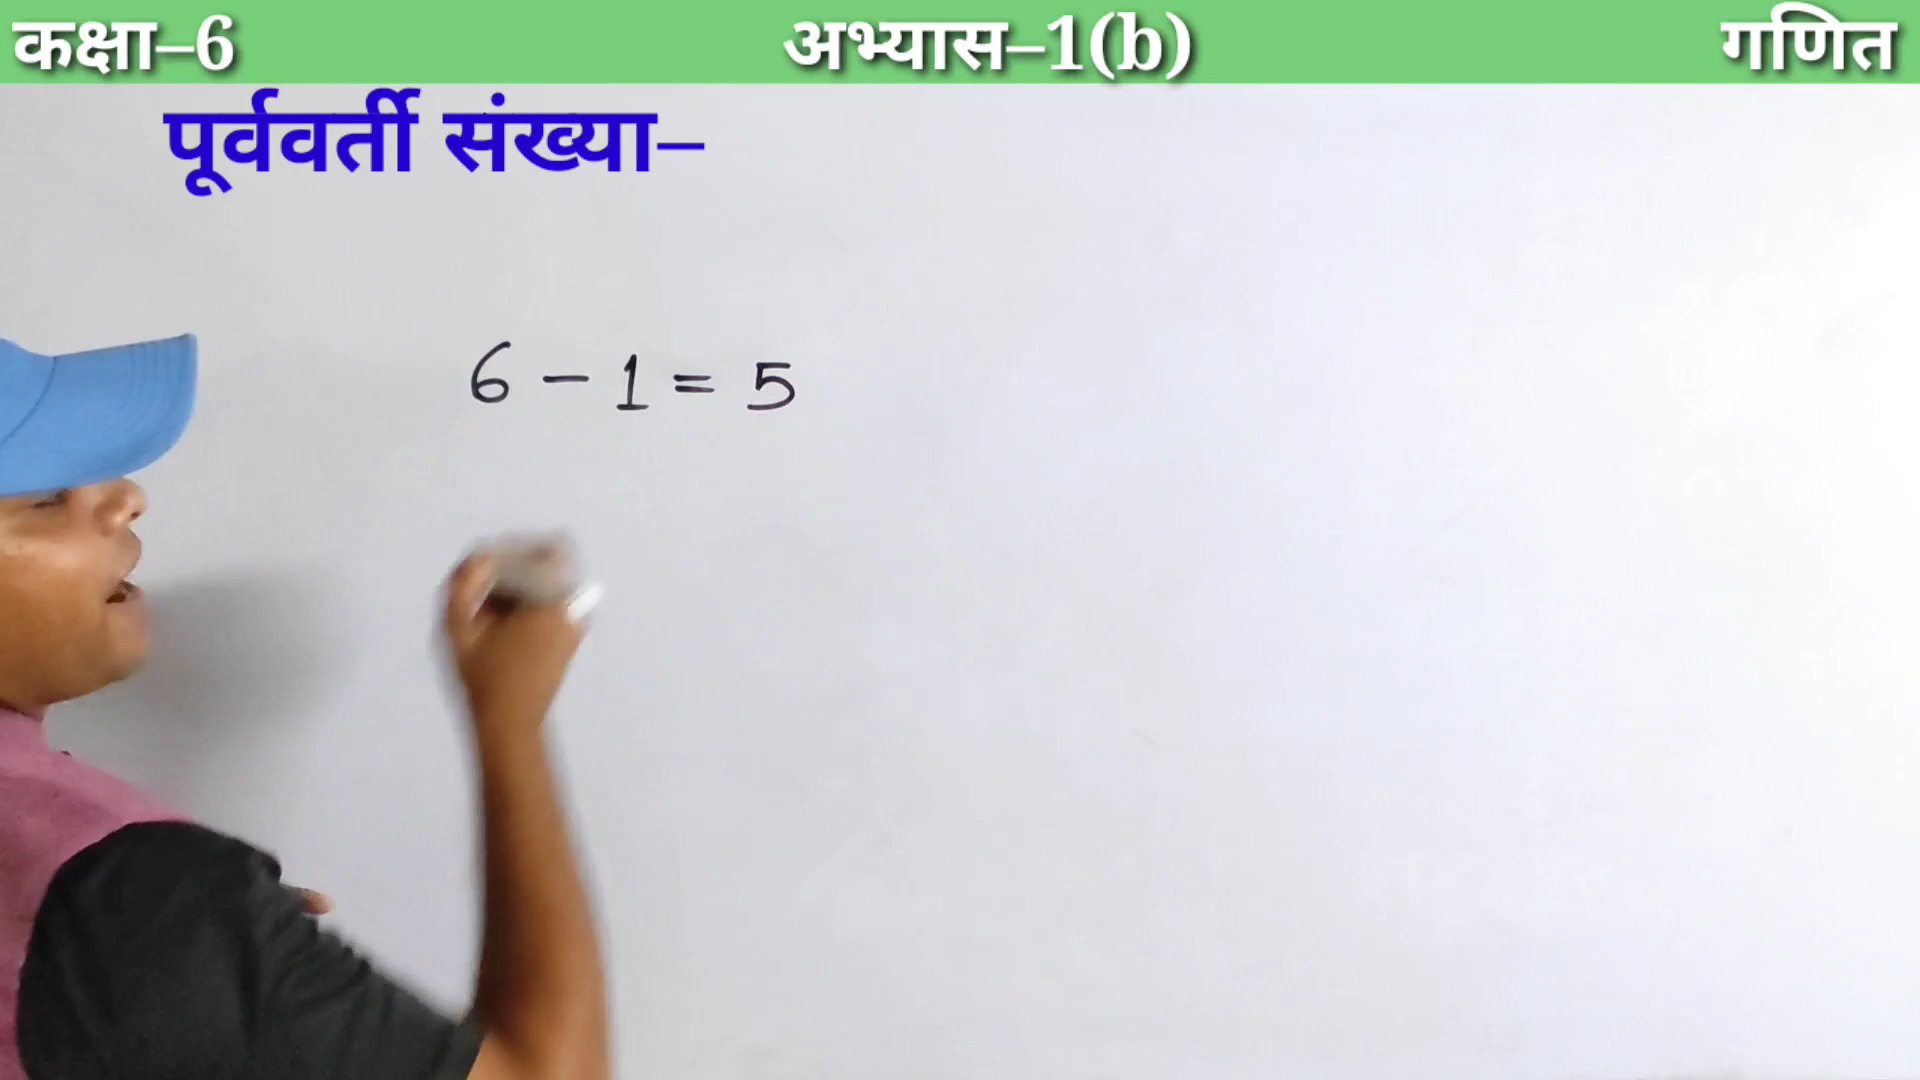 कक्षा–6 अभ्यास–1(b) गणित
पूर्ववर्ती संख्या–
6 – 1 = 5